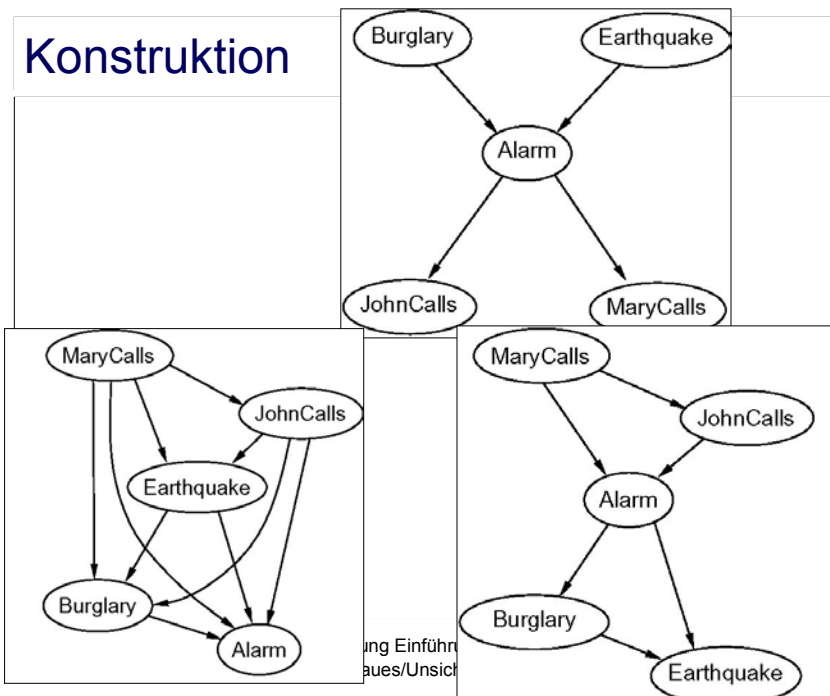 Konstruktion
Burglary
Earthquake
Alarm
JohnCalls
MaryCalls
MaryCalls
JohnCalls
Earthquake
Burglary
Alarm
MaryCalls
JohnCalls
Alarm
Burglary
Earthquake